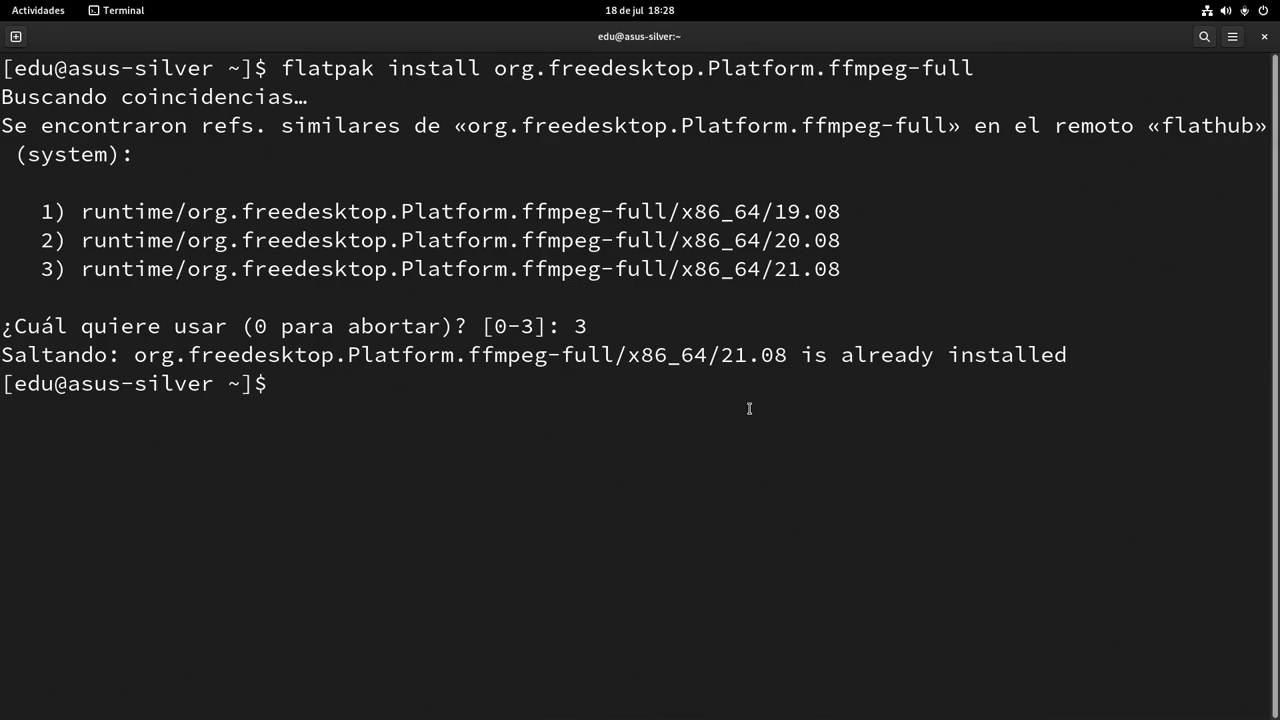 Actividades Terminal 18 de jul 18:28
edu@asus-silver:~
[edu@asus-silver ~]$ flatpak install org.freedesktop.Platform.ffmpeg-full
Buscando coincidencias…
Se encontraron refs. similares de «org.freedesktop.Platform.ffmpeg-full» en el remoto «flathub»
(system):
1) runtime/org.freedesktop.Platform.ffmpeg-full/x86_64/19.08
2) runtime/org.freedesktop.Platform.ffmpeg-full/x86_64/20.08
3) runtime/org.freedesktop.Platform.ffmpeg-full/x86_64/21.08
¿Cuál quiere usar (0 para abortar)? [0-3]: 3
Saltando: org.freedesktop.Platform.ffmpeg-full/x86_64/21.08 is already installed
[edu@asus-silver ~]$